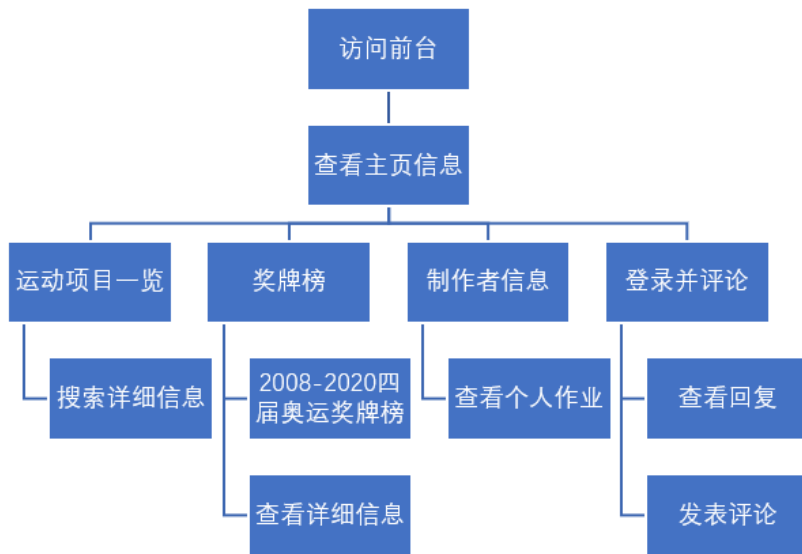 访问前台
查看主页信息
运动项目一览
奖牌榜
制作者信息
登录并评论
搜索详细信息
2008-2020四
届奥运奖牌榜
查看个人作业
查看回复
查看详细信息
发表评论